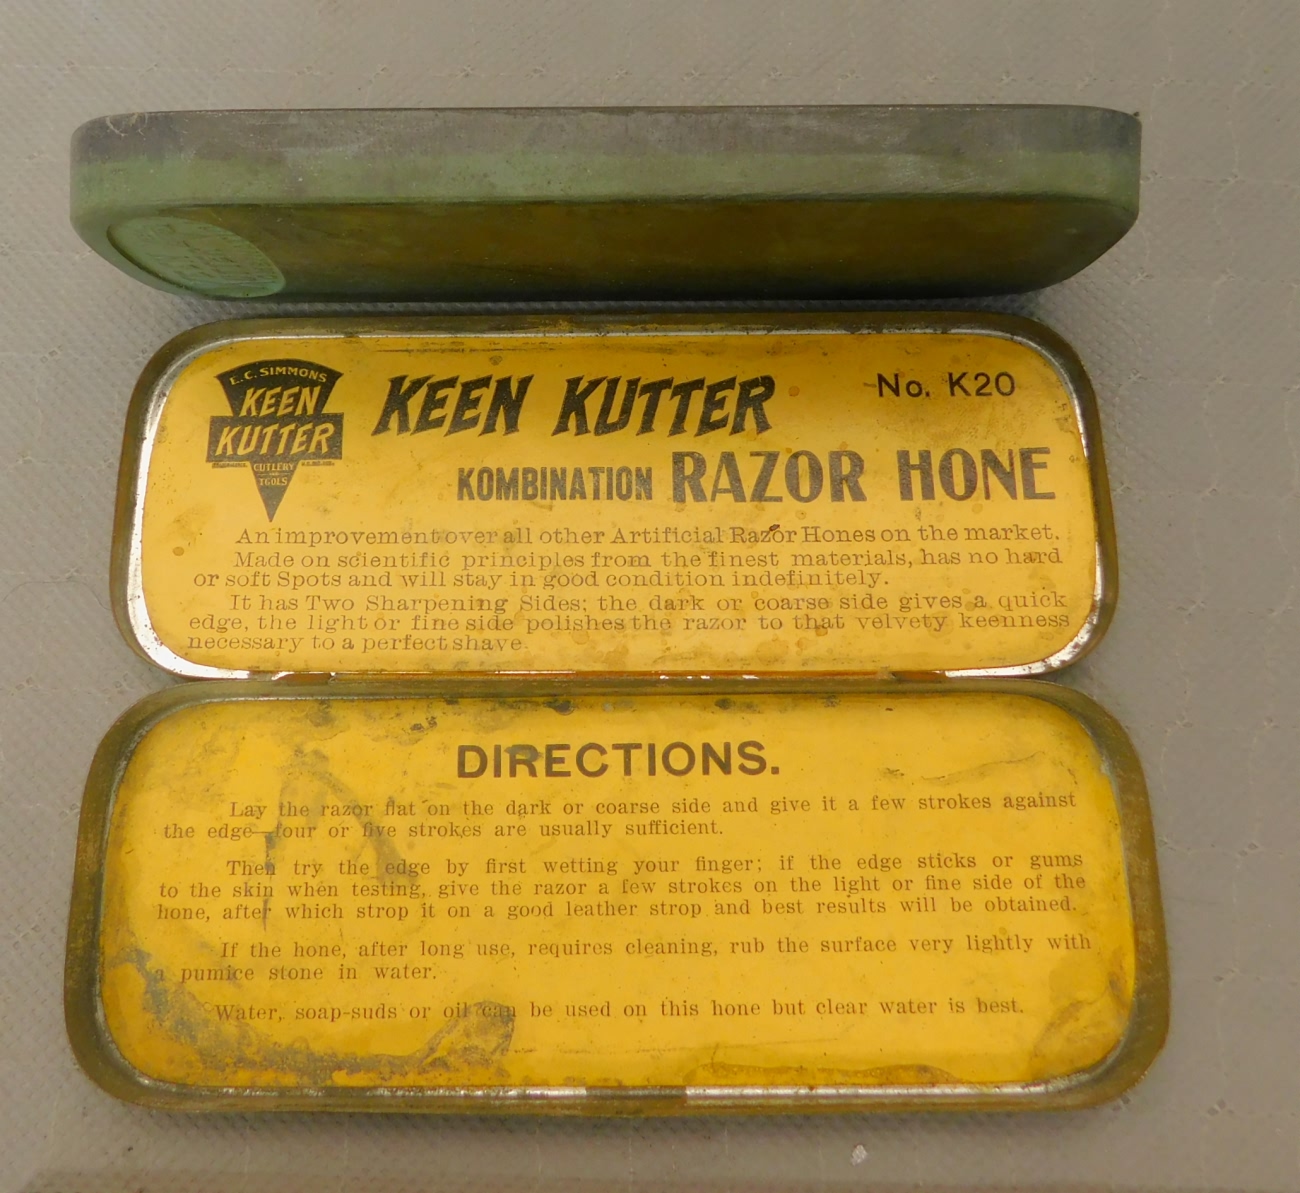 E.C. SIMMONS
KEEN
KUTTER
CUTLERY
AND
TOOLS
KEEN KUTTER
No. K20
KOMBINATION RAZOR HONE
An improvement over all other Artificial Razor Hones on the market.
Made on scientific principles from the finest materials, has no hard
or soft Spots and will stay in good condition indefinitely.
It has Two Sharpening Sides; the dark or coarse side gives a quick
edge, the light or fine side polishes the razor to that velvety keenness
necessary to a perfect shave.
DIRECTIONS.
Lay the razor flat on the dark or coarse side and give it a few strokes against
the edge—four or five strokes are usually sufficient.
Then try the edge by first wetting your finger; if the edge sticks or gums
to the skin when testing, give the razor a few strokes on the light or fine side of the
hone, after which strop it on a good leather strop and best results will be obtained.
If the hone, after long use, requires cleaning, rub the surface very lightly with
a pumice stone in water.
Water, soap-suds or oil can be used on this hone but clear water is best.